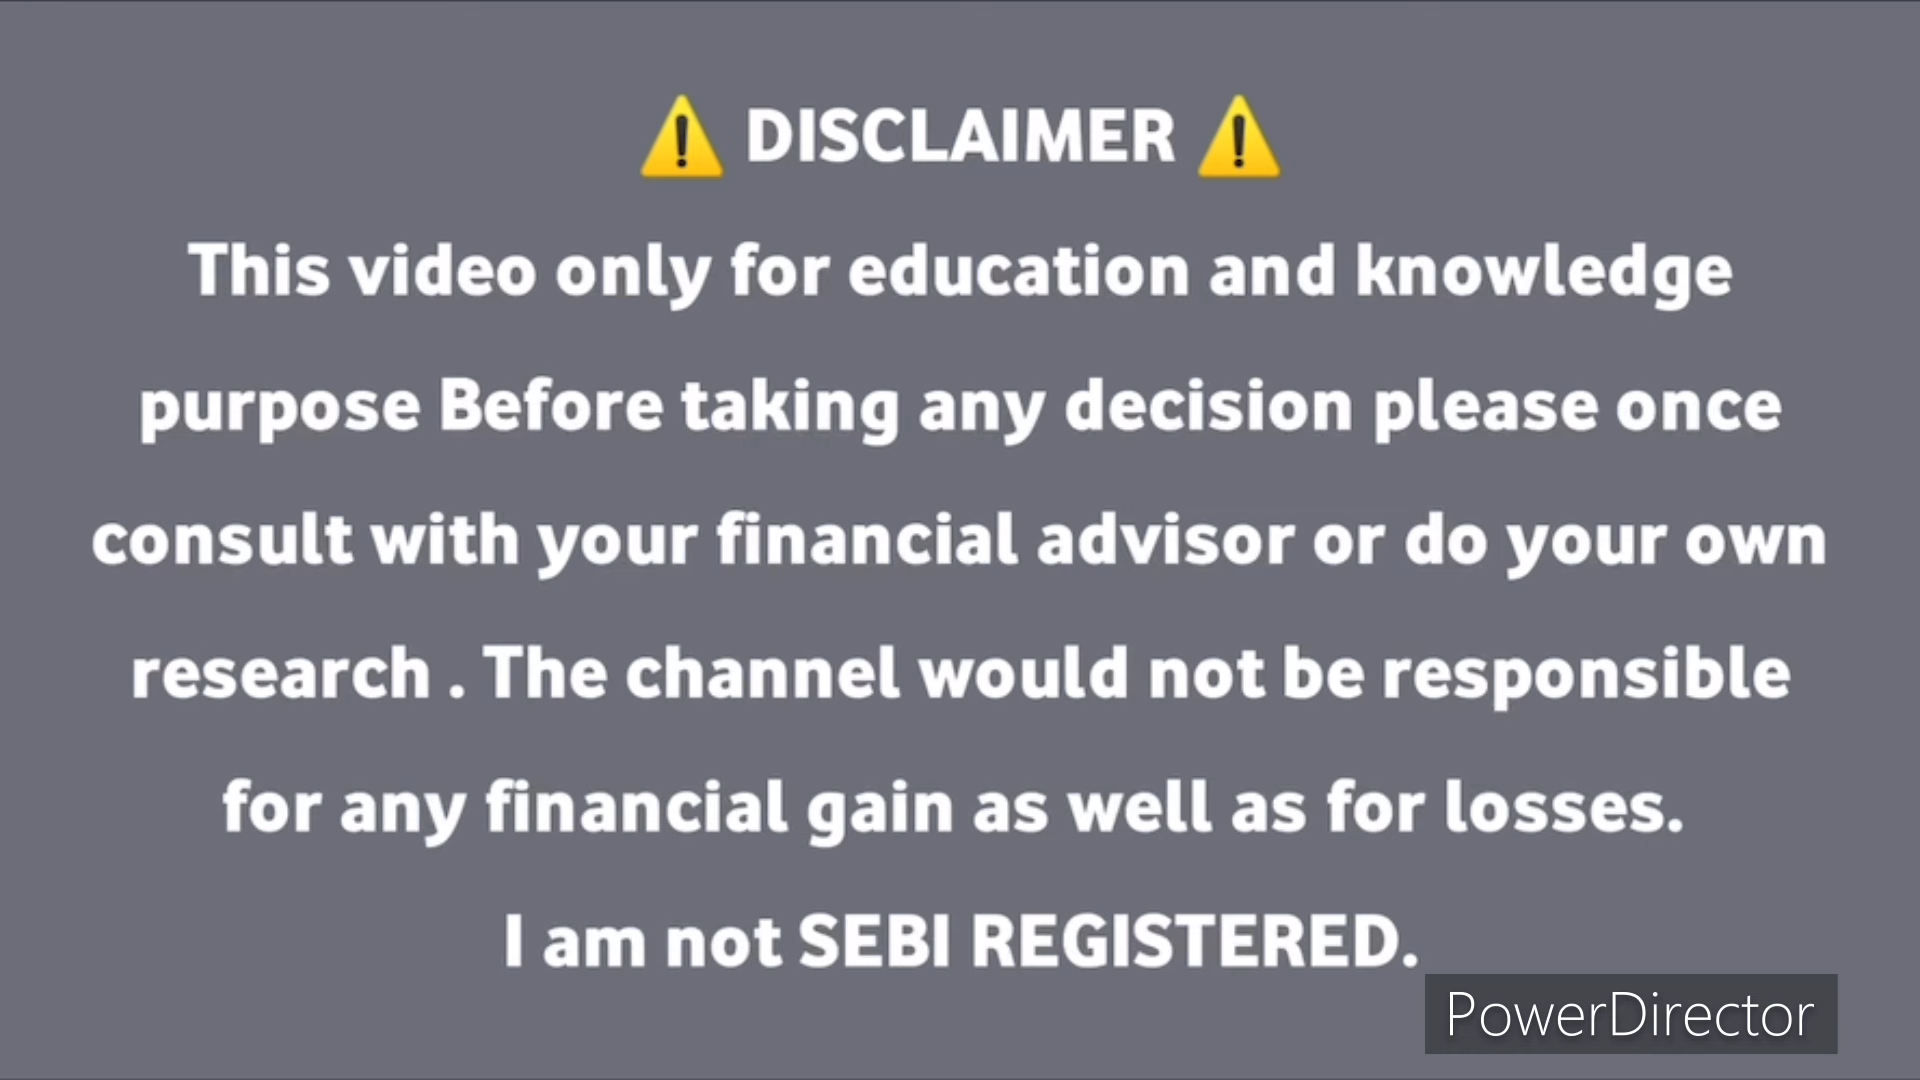 ⚠️ DISCLAIMER ⚠️
This video only for education and knowledge
purpose Before taking any decision please once
consult with your financial advisor or do your own
research . The channel would not be responsible
for any financial gain as well as for losses.
I am not SEBI REGISTERED.
PowerDirector